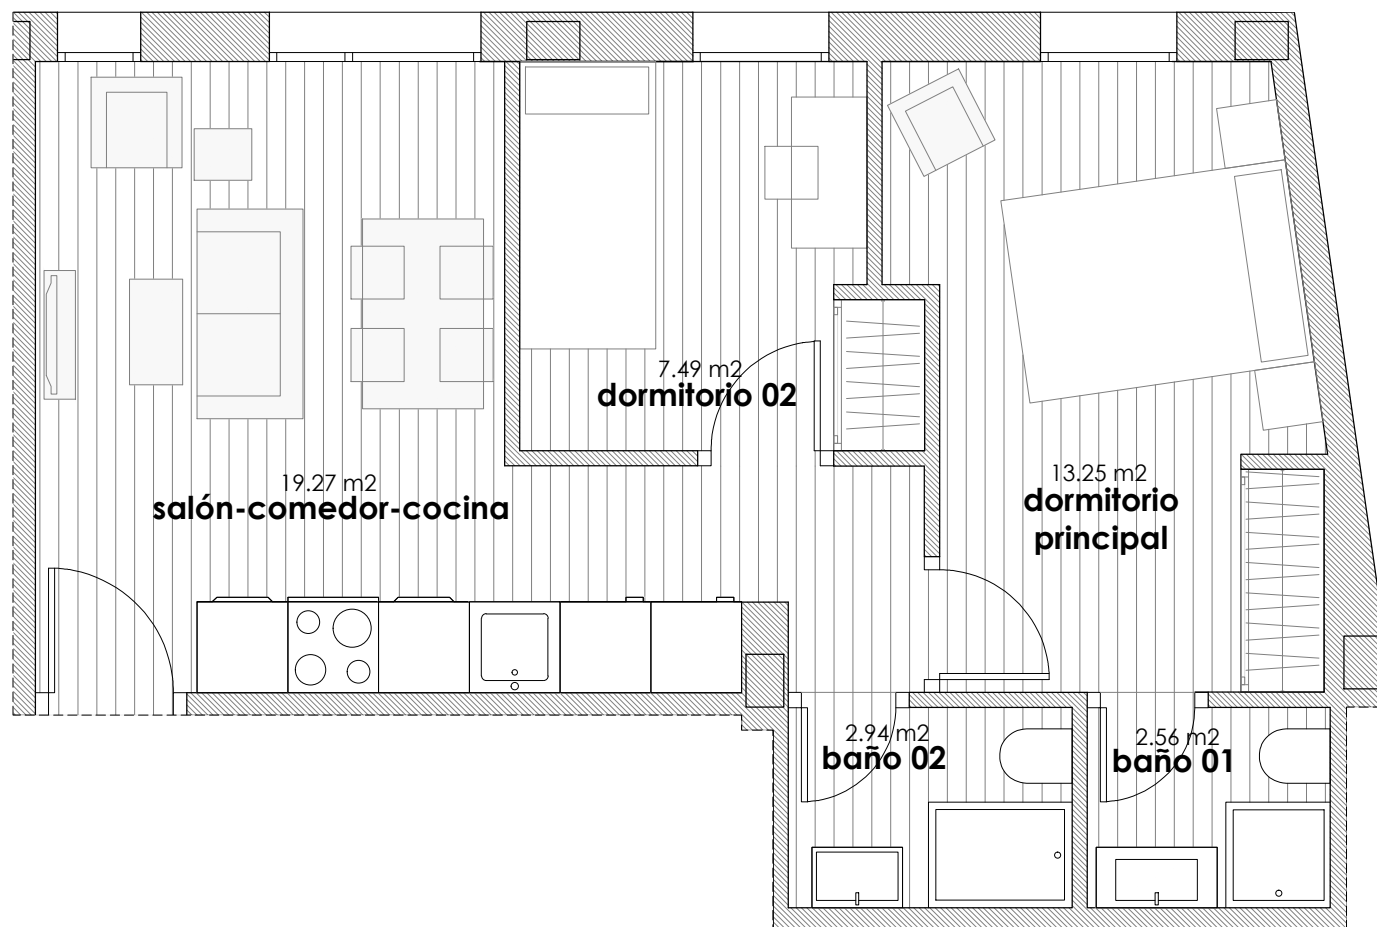 7.49 m2
dormitorio 02
19.27 m2
salón-comedor-cocina
13.25 m2
dormitorio
principal
2.94 m2
baño 02
2.56 m2
baño 01